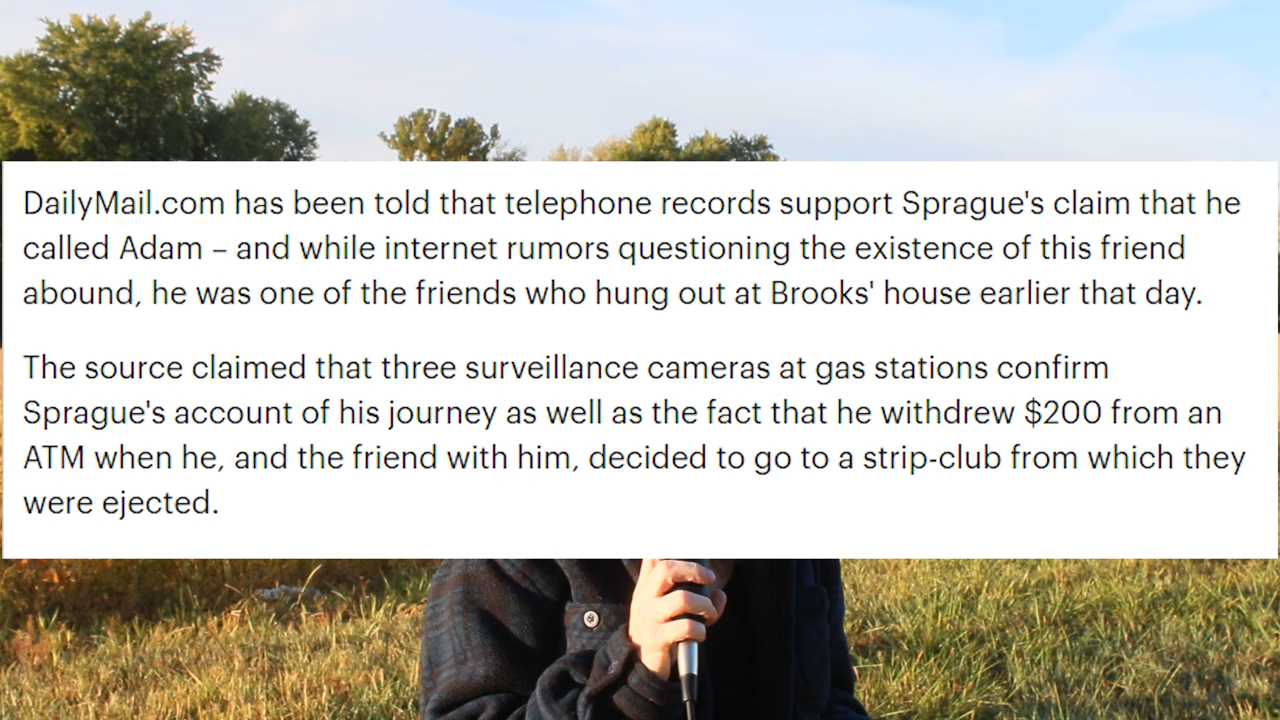 DailyMail.com has been told that telephone records support Sprague's claim that he
called Adam – and while internet rumors questioning the existence of this friend
abound, he was one of the friends who hung out at Brooks' house earlier that day.
The source claimed that three surveillance cameras at gas stations confirm
Sprague's account of his journey as well as the fact that he withdrew $200 from an
ATM when he, and the friend with him, decided to go to a strip-club from which they
were ejected.